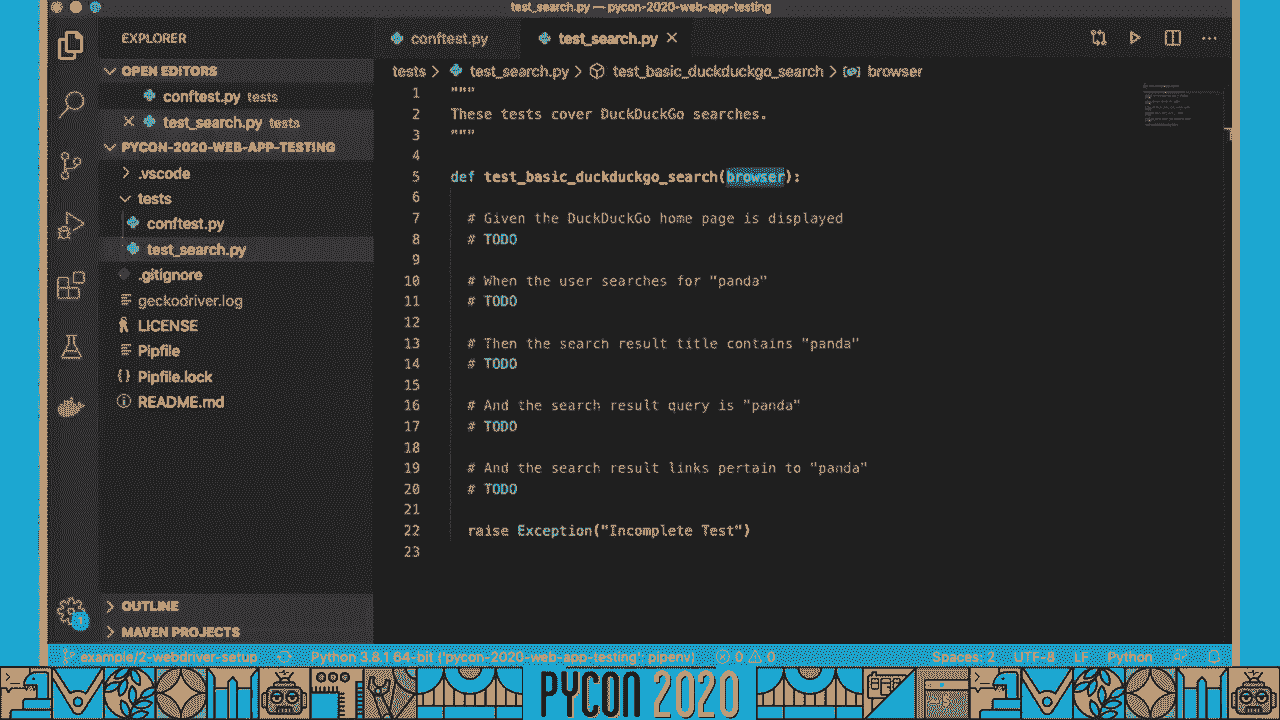 test_search.py — pycon-2020-web-app-testing
EXPLORER
OPEN EDITORS
conftest.py tests
test_search.py tests
PYCON-2020-WEB-APP-TESTING
.vscode
tests
conftest.py
test_search.py
.gitignore
geckodriver.log
LICENSE
Pipfile
Pipfile.lock
README.md
OUTLINE
MAVEN PROJECTS
1
conftest.py
test_search.py
tests > test_search.py > test_basic_duckduckgo_search > browser
1 """
2 These tests cover DuckDuckGo searches.
3 """
4
5 def test_basic_duckduckgo_search(browser):
6
7 # Given the DuckDuckGo home page is displayed
8 # TODO
9
10 # When the user searches for "panda"
11 # TODO
12
13 # Then the search result title contains "panda"
14 # TODO
15
16 # And the search result query is "panda"
17 # TODO
18
19 # And the search result links pertain to "panda"
20 # TODO
21
22 raise Exception("Incomplete Test")
23
example/2-webdriver-setup Python 3.8.1 64-bit ('pycon-2020-web-app-testing': pipenv) 0 0 Spaces: 2 UTF-8 LF Python
PYCON 2020